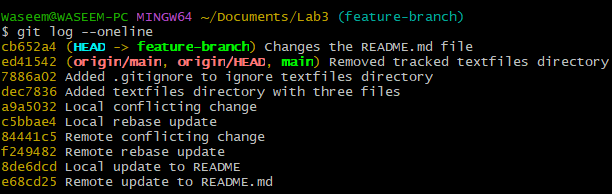 Waseem@WASEEM-PC MINGW64 ~/Documents/Lab3 (feature-branch)
$ git log --oneline
cb652a4 (HEAD -> feature-branch) Changes the README.md file
ed41542 (origin/main, origin/HEAD, main) Removed tracked textfiles directory
7886a02 Added .gitignore to ignore textfiles directory
dec7836 Added textfiles directory with three files
a9a5032 Local conflicting change
c5bbae4 Local rebase update
84441c5 Remote conflicting change
f249482 Remote rebase update
8de6dcd Local update to README
e68cd25 Remote update to README.md